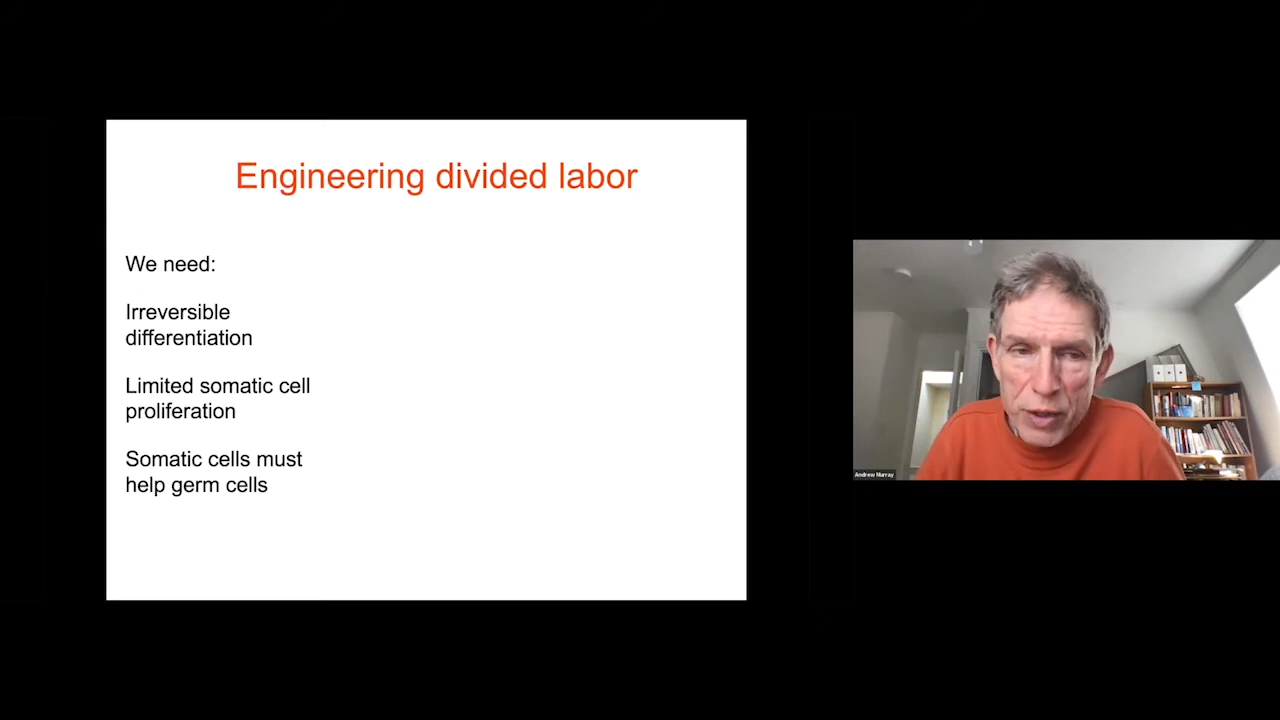 Engineering divided labor
We need:
Irreversible
differentiation
Limited somatic cell
proliferation
Somatic cells must
help germ cells
Andrew Murray